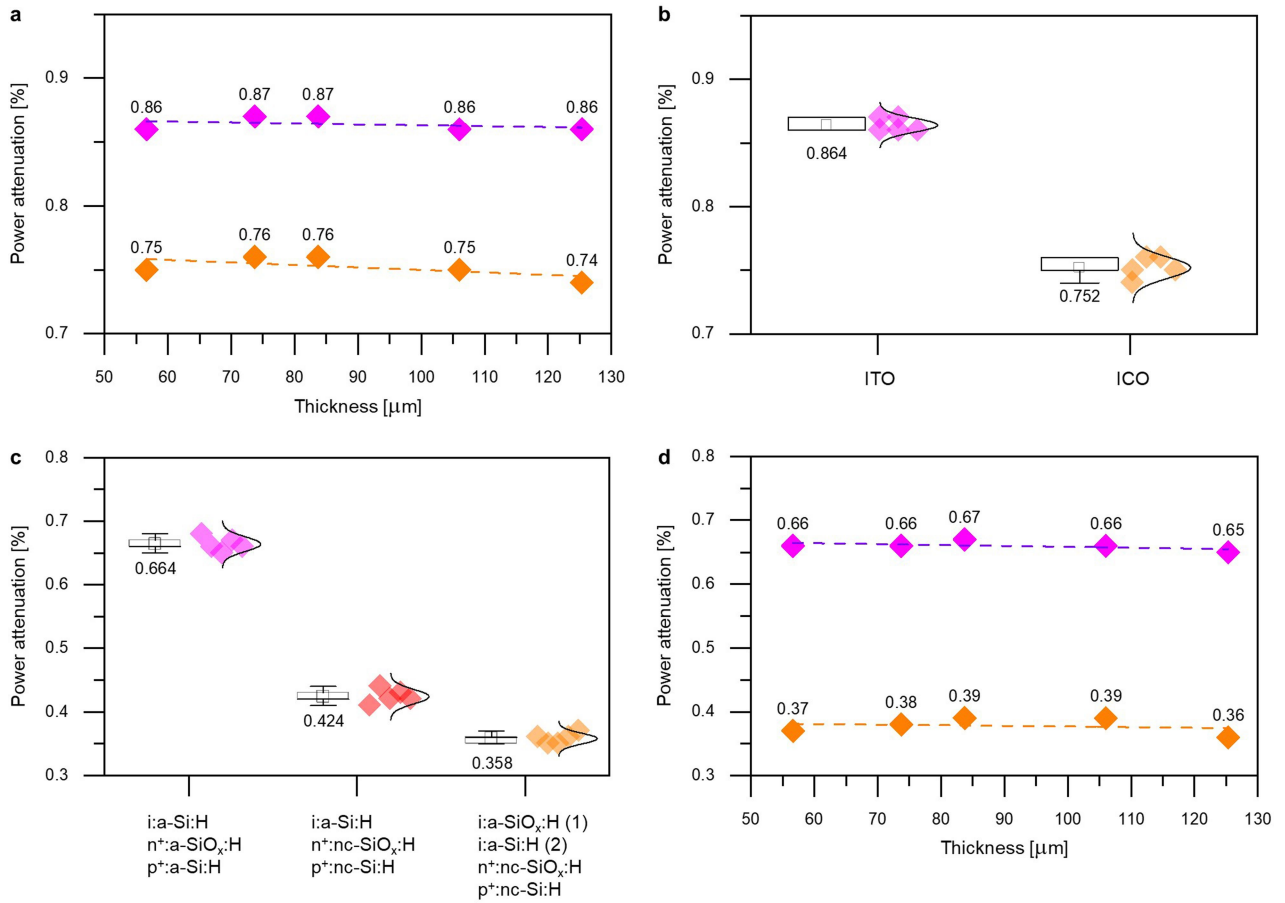 a
Power attenuation [%]
0.9
0.8
0.7
0.86
0.87
0.87
0.86
0.86
0.75
0.76
0.76
0.75
0.74
50 60 70 80 90 100 110 120 130
Thickness [μm]
b
Power attenuation [%]
0.9
0.8
0.7
0.864
0.752
ITO
ICO
c
Power attenuation [%]
0.8
0.7
0.6
0.5
0.4
0.3
0.664
0.424
0.358
i:a-Si:H
n⁺:a-SiOₓ:H
p⁺:a-Si:H
i:a-Si:H
n⁺:nc-SiOₓ:H
p⁺:nc-Si:H
i:a-SiOₓ:H (1)
i:a-Si:H (2)
n⁺:nc-SiOₓ:H
p⁺:nc-Si:H
d
Power attenuation [%]
0.8
0.7
0.6
0.5
0.4
0.3
0.66
0.66
0.67
0.66
0.65
0.37
0.38
0.39
0.39
0.36
50 60 70 80 90 100 110 120 130
Thickness [μm]